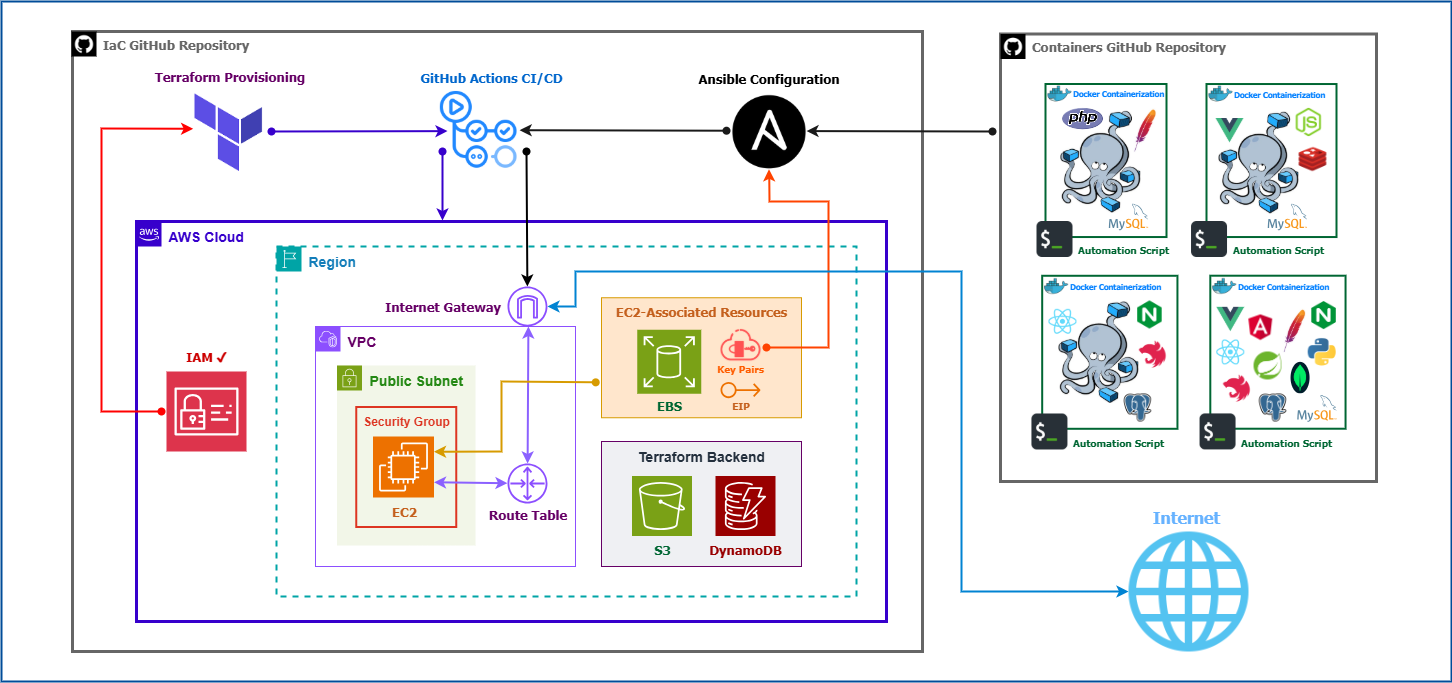 IaC GitHub Repository
Terraform Provisioning
GitHub Actions CI/CD
Ansible Configuration
aws
AWS Cloud
Region
Internet Gateway
VPC
Public Subnet
Security Group
EC2
Route Table
IAM ✓
EC2-Associated Resources
EBS
Key Pairs
EIP
Terraform Backend
S3
DynamoDB
Containers GitHub Repository
Docker Containerization
php
MySQL
$_
Automation Script
Docker Containerization
JS
MySQL
$_
Automation Script
Docker Containerization
N
$_
Automation Script
Docker Containerization
A
N
MySQL
$_
Automation Script
Internet